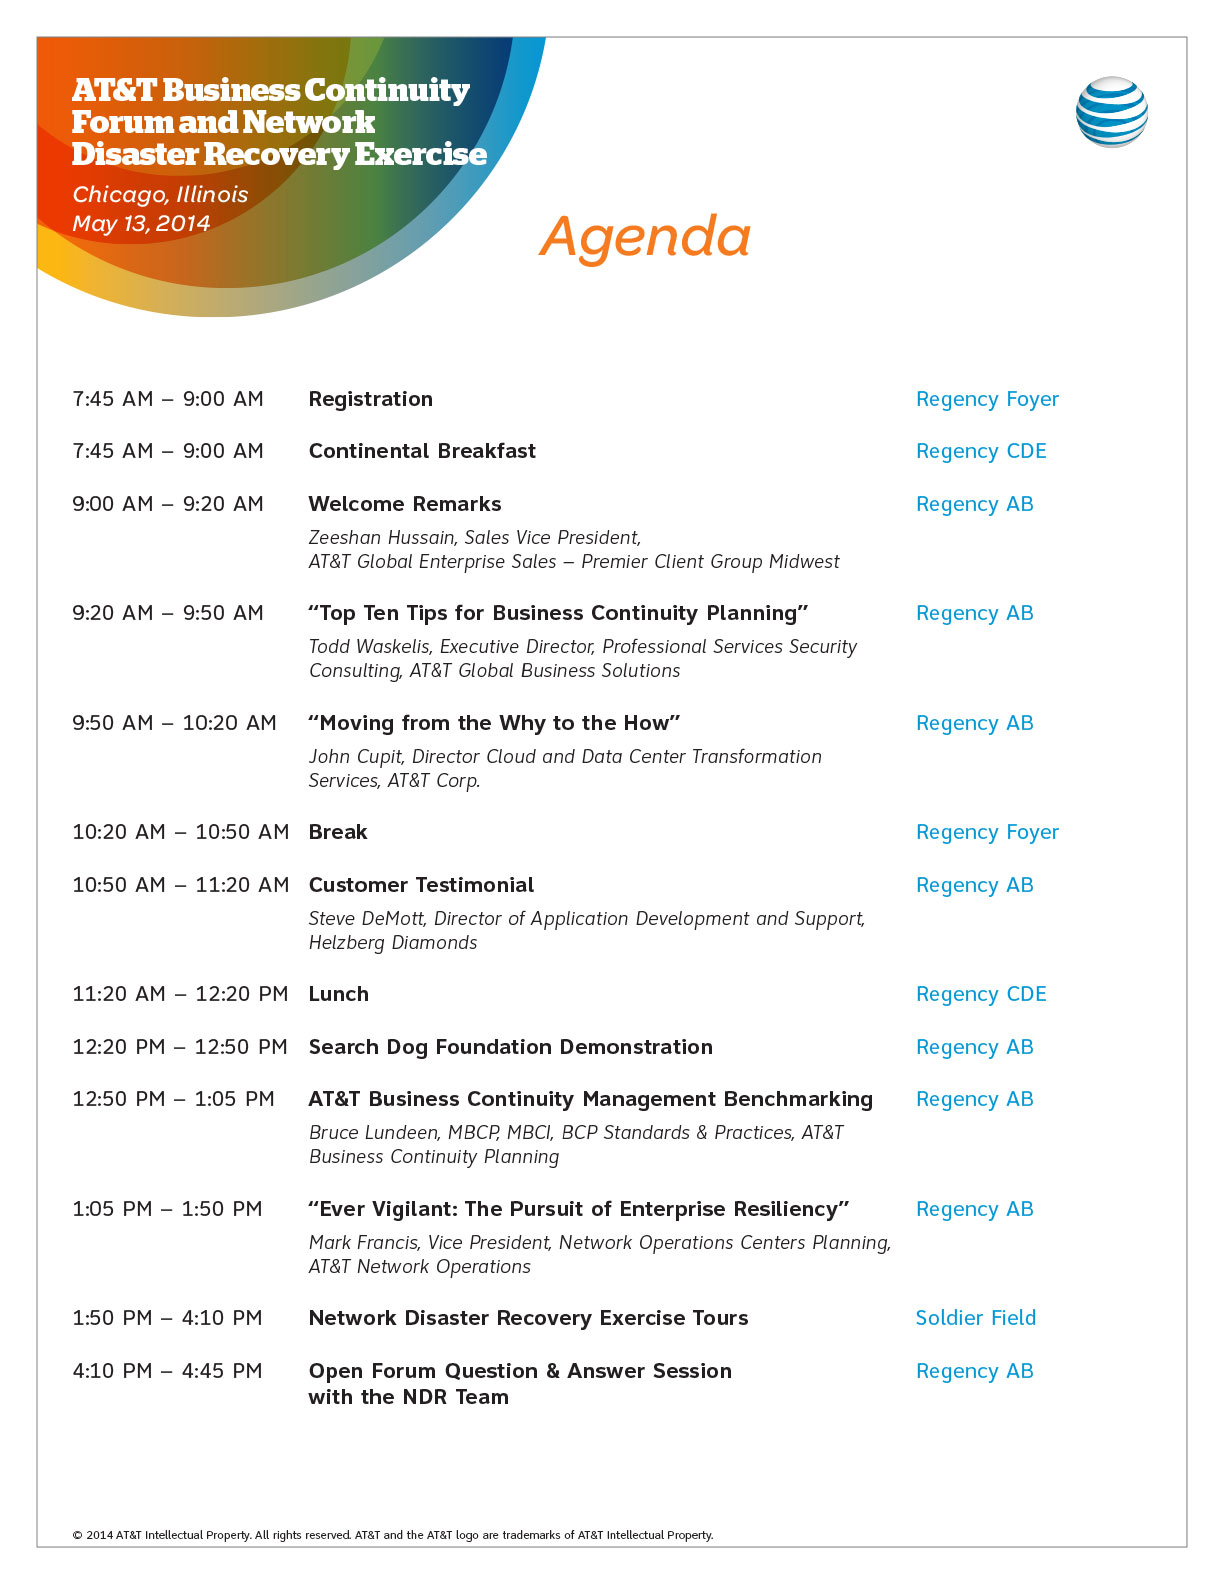 AT&T Business Continuity
Forum and Network
Disaster Recovery Exercise
Chicago, Illinois
May 13, 2014
Agenda
7:45 AM – 9:00 AM Registration Regency Foyer
7:45 AM – 9:00 AM Continental Breakfast Regency CDE
9:00 AM – 9:20 AM Welcome Remarks Regency AB
Zeeshan Hussain, Sales Vice President,
AT&T Global Enterprise Sales – Premier Client Group Midwest
9:20 AM – 9:50 AM “Top Ten Tips for Business Continuity Planning” Regency AB
Todd Waskelis, Executive Director, Professional Services Security
Consulting, AT&T Global Business Solutions
9:50 AM – 10:20 AM “Moving from the Why to the How” Regency AB
John Cupit, Director Cloud and Data Center Transformation
Services, AT&T Corp.
10:20 AM – 10:50 AM Break Regency Foyer
10:50 AM – 11:20 AM Customer Testimonial Regency AB
Steve DeMott, Director of Application Development and Support,
Helzberg Diamonds
11:20 AM – 12:20 PM Lunch Regency CDE
12:20 PM – 12:50 PM Search Dog Foundation Demonstration Regency AB
12:50 PM – 1:05 PM AT&T Business Continuity Management Benchmarking Regency AB
Bruce Lundeen, MBCP, MBCI, BCP Standards & Practices, AT&T
Business Continuity Planning
1:05 PM – 1:50 PM “Ever Vigilant: The Pursuit of Enterprise Resiliency” Regency AB
Mark Francis, Vice President, Network Operations Centers Planning,
AT&T Network Operations
1:50 PM – 4:10 PM Network Disaster Recovery Exercise Tours Soldier Field
4:10 PM – 4:45 PM Open Forum Question & Answer Session Regency AB
with the NDR Team
© 2014 AT&T Intellectual Property. All rights reserved. AT&T and the AT&T logo are trademarks of AT&T Intellectual Property.